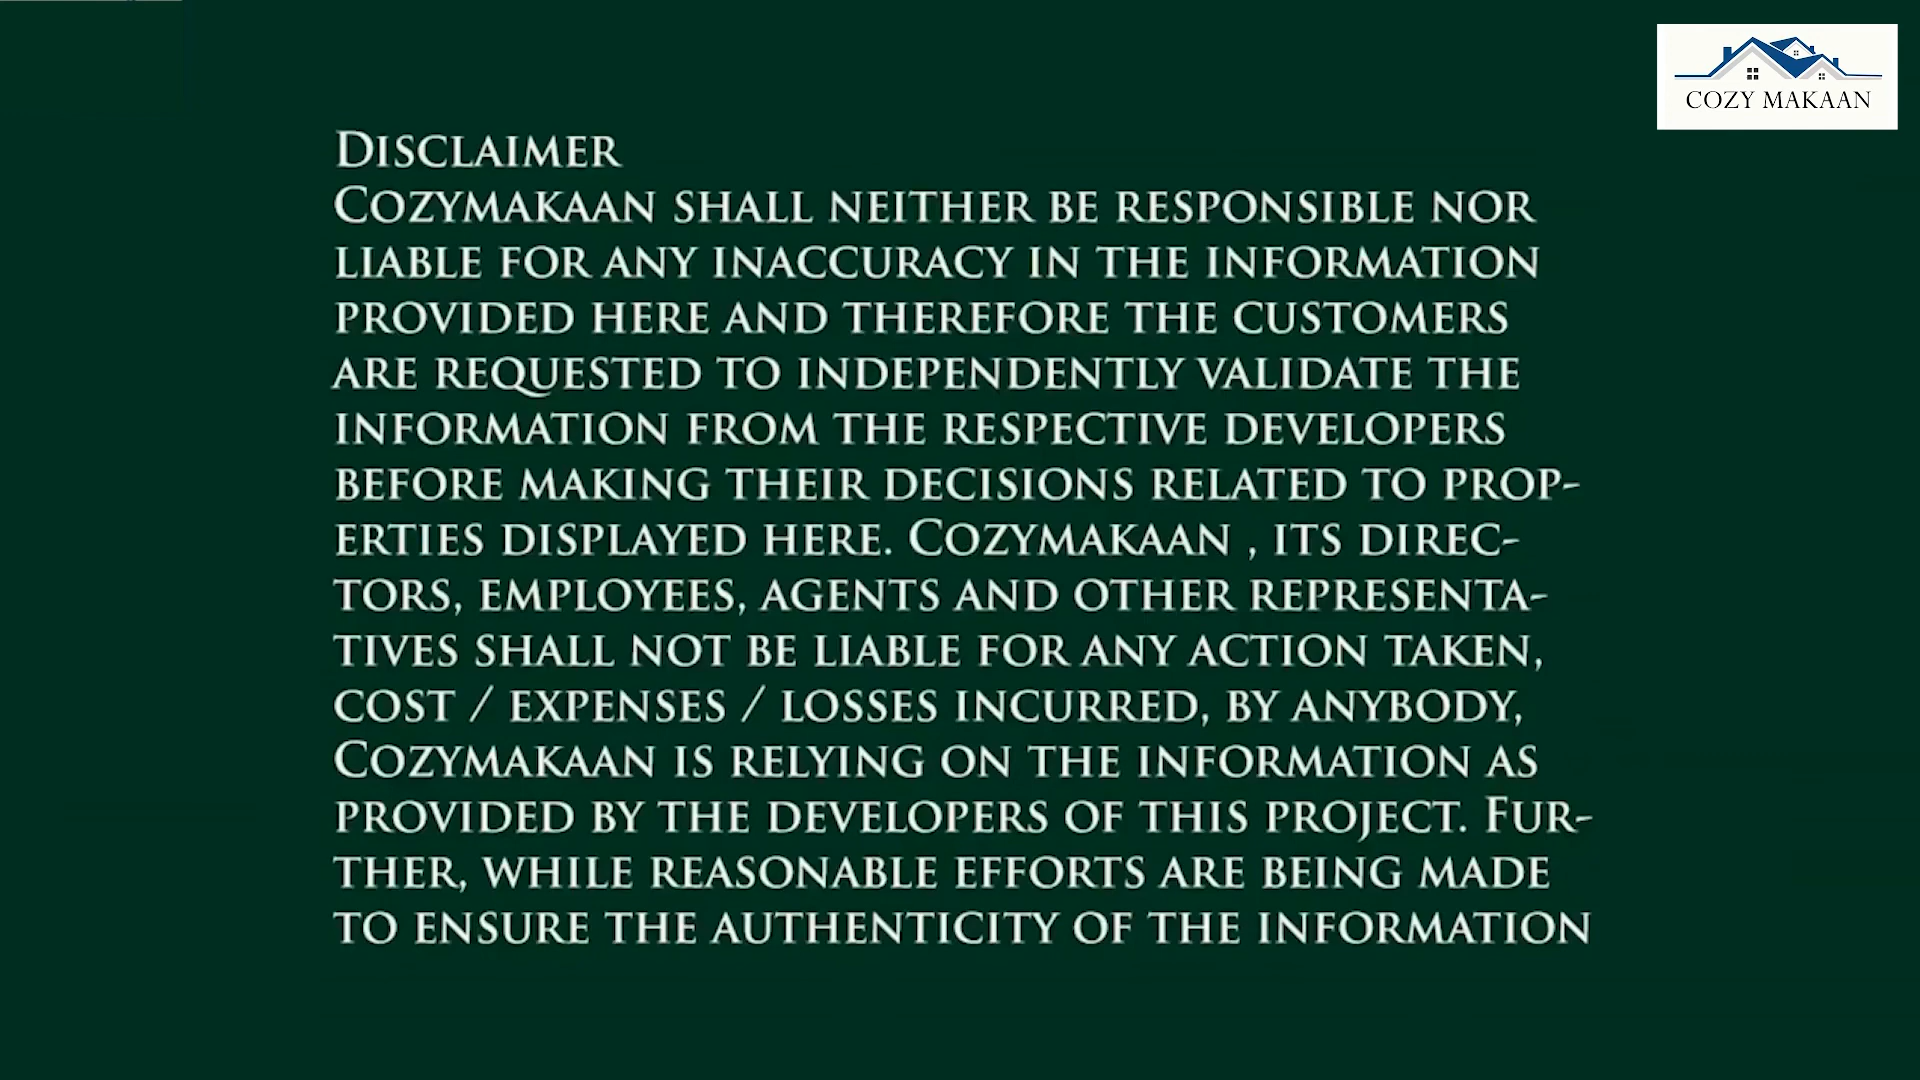 COZY MAKAAN
Disclaimer
Cozymakaan shall neither be responsible nor
liable for any inaccuracy in the information
provided here and therefore the customers
are requested to independently validate the
information from the respective developers
before making their decisions related to prop-
erties displayed here. Cozymakaan , its direc-
tors, employees, agents and other representa-
tives shall not be liable for any action taken,
cost / expenses / losses incurred, by anybody,
Cozymakaan is relying on the information as
provided by the developers of this project. Fur-
ther, while reasonable efforts are being made
to ensure the authenticity of the information